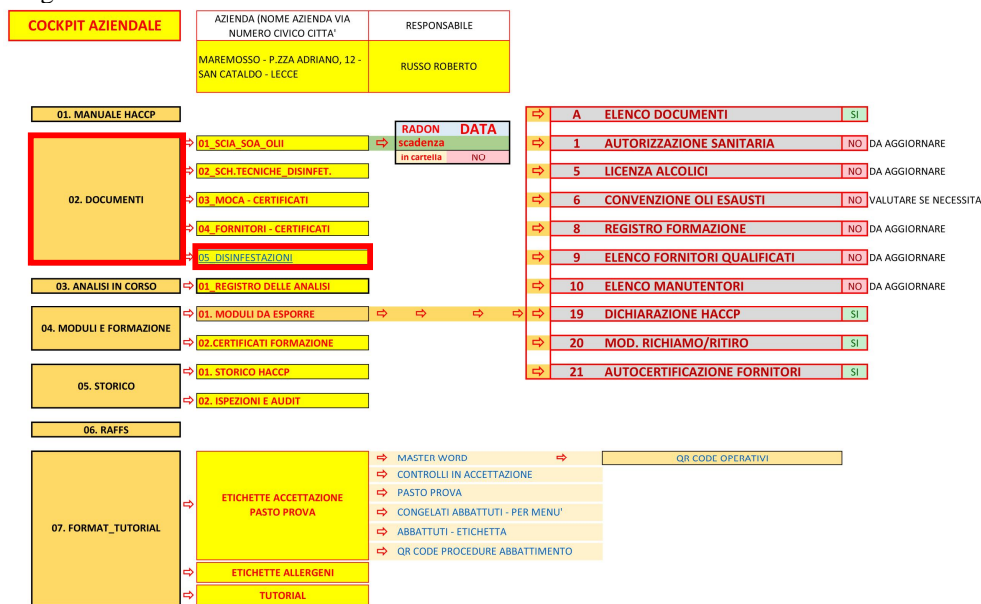 COCKPIT AZIENDALE
AZIENDA (NOME AZIENDA VIA
NUMERO CIVICO CITTA'
RESPONSABILE
MAREMOSSO - P.ZZA ADRIANO, 12 -
SAN CATALDO - LECCE
RUSSO ROBERTO
01. MANUALE HACCP
A ELENCO DOCUMENTI SI
RADON DATA
01_SCIA_SOA_OLII
scadenza
1 AUTORIZZAZIONE SANITARIA NO DA AGGIORNARE
in cartella NO
02_SCH.TECNICHE_DISINFET.
5 LICENZA ALCOLICI NO DA AGGIORNARE
02. DOCUMENTI
03_MOCA - CERTIFICATI
6 CONVENZIONE OLI ESAUSTI NO VALUTARE SE NECESSITA
04_FORNITORI - CERTIFICATI
8 REGISTRO FORMAZIONE NO DA AGGIORNARE
05_DISINFESTAZIONI
9 ELENCO FORNITORI QUALIFICATI NO DA AGGIORNARE
03. ANALISI IN CORSO
01_REGISTRO DELLE ANALISI
10 ELENCO MANUTENTORI NO DA AGGIORNARE
04. MODULI E FORMAZIONE
01. MODULI DA ESPORRE
19 DICHIARAZIONE HACCP SI
02.CERTIFICATI FORMAZIONE
20 MOD. RICHIAMO/RITIRO SI
05. STORICO
01. STORICO HACCP
21 AUTOCERTIFICAZIONE FORNITORI SI
02. ISPEZIONI E AUDIT
06. RAFFS
07. FORMAT_TUTORIAL
ETICHETTE ACCETTAZIONE
PASTO PROVA
MASTER WORD
QR CODE OPERATIVI
CONTROLLI IN ACCETTAZIONE
PASTO PROVA
CONGELATI ABBATTUTI - PER MENU'
ABBATTUTI - ETICHETTA
QR CODE PROCEDURE ABBATTIMENTO
ETICHETTE ALLERGENI
TUTORIAL